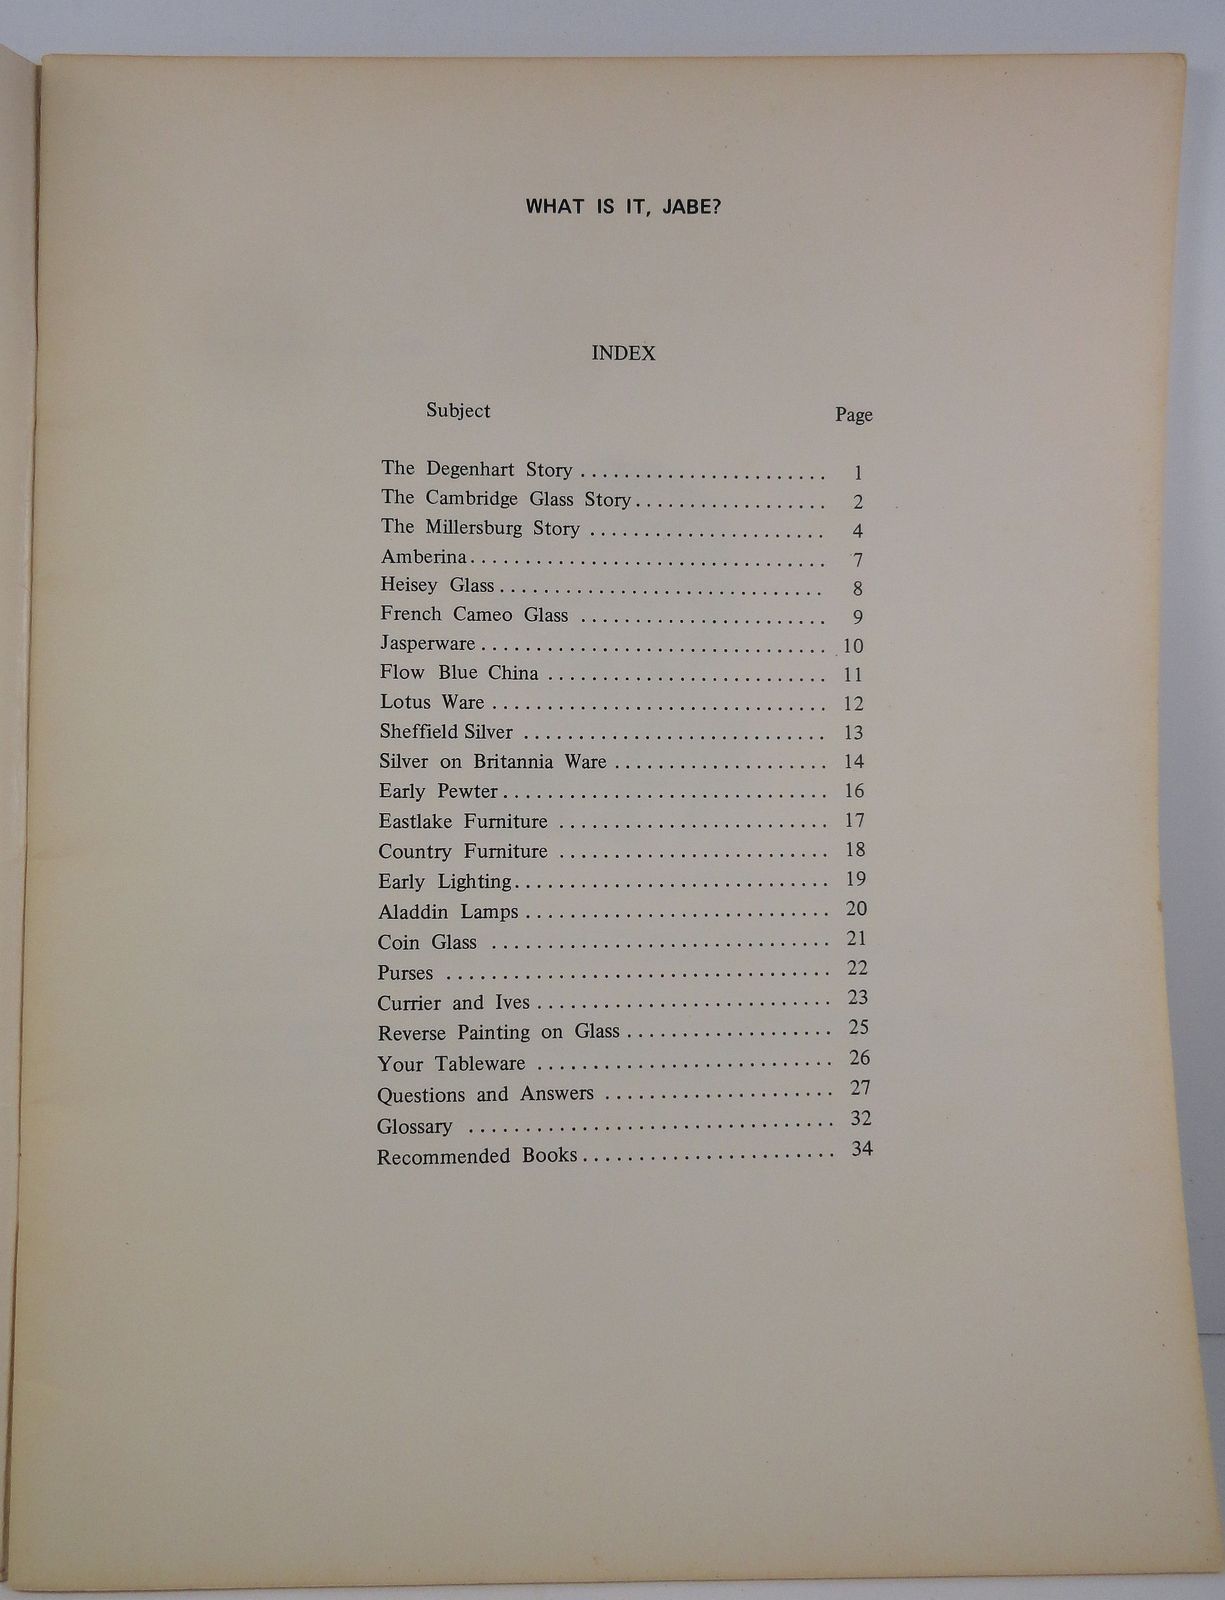 WHAT IS IT, JABE?
INDEX
Subject Page
The Degenhart Story ....................... 1
The Cambridge Glass Story.................. 2
The Millersburg Story ...................... 4
Amberina................................ 7
Heisey Glass.............................. 8
French Cameo Glass ....................... 9
Jasperware................................ 10
Flow Blue China .......................... 11
Lotus Ware ............................... 12
Sheffield Silver ............................ 13
Silver on Britannia Ware .................... 14
Early Pewter.............................. 16
Eastlake Furniture ......................... 17
Country Furniture ......................... 18
Early Lighting............................. 19
Aladdin Lamps ............................ 20
Coin Glass ............................... 21
Purses ................................... 22
Currier and Ives ........................... 23
Reverse Painting on Glass ................... 25
Your Tableware ........................... 26
Questions and Answers ..................... 27
Glossary ................................. 32
Recommended Books....................... 34